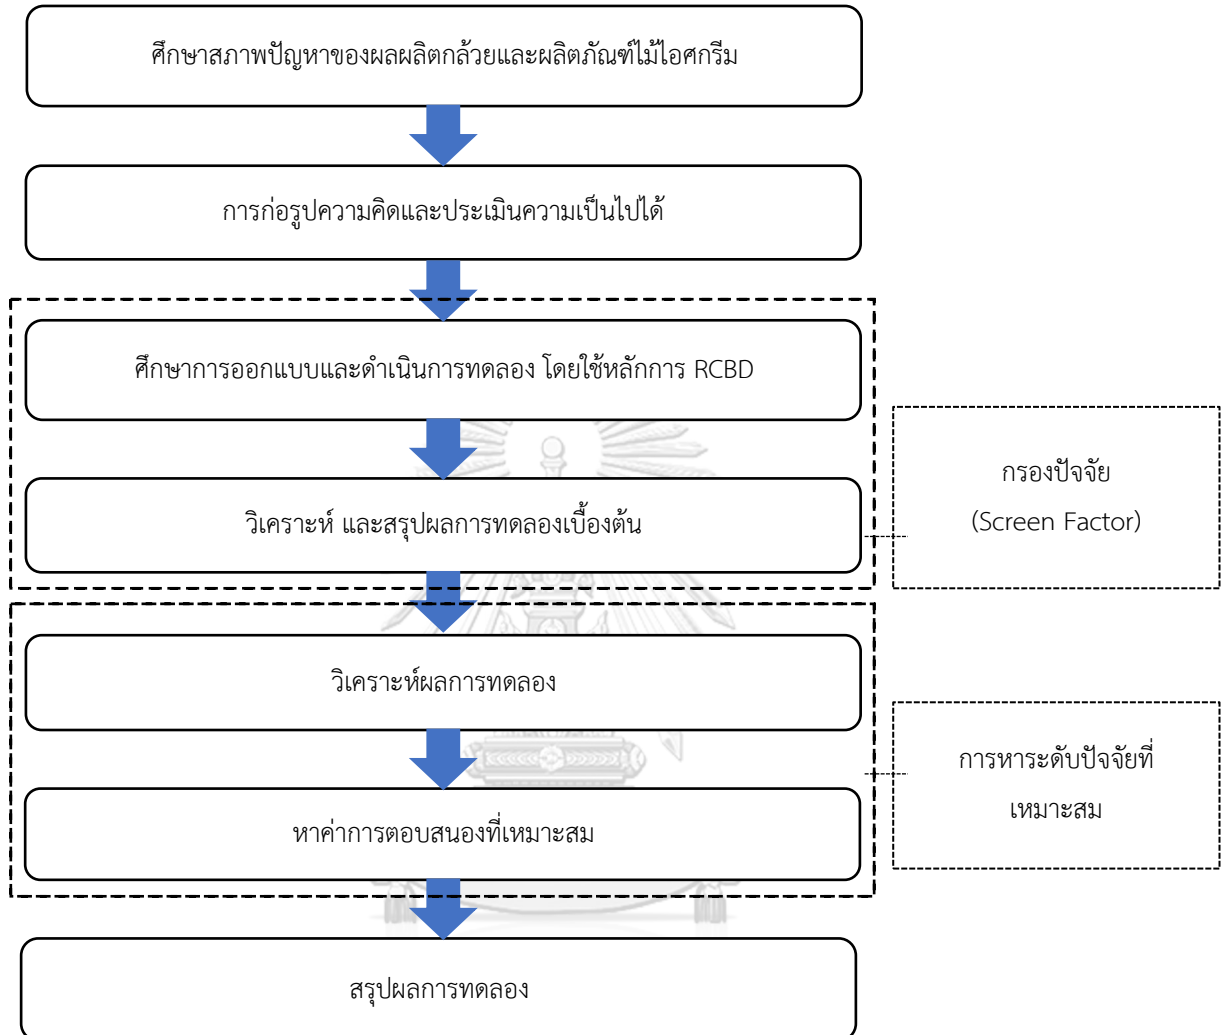 ศึกษาสภาพปัญหาของผลผลิตกล้วยและผลิตภัณฑ์ไม้ไอศกรีม
การก่อรูปความคิดและประเมินความเป็นไปได้
ศึกษาการออกแบบและดำเนินการทดลอง โดยใช้หลักการ RCBD
วิเคราะห์ และสรุปผลการทดลองเบื้องต้น
กรองปัจจัย
(Screen Factor)
วิเคราะห์ผลการทดลอง
หาค่าการตอบสนองที่เหมาะสม
การหาระดับปัจจัยที่
เหมาะสม
สรุปผลการทดลอง